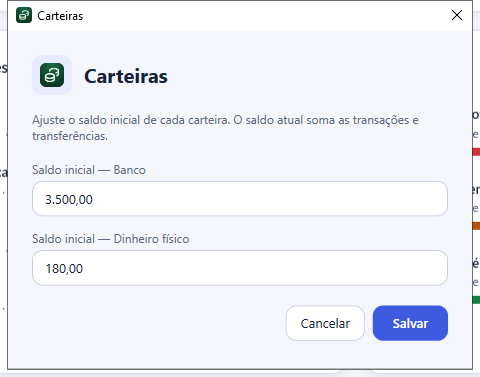 Carteiras
Carteiras
Ajuste o saldo inicial de cada carteira. O saldo atual soma as transações e
transferências.
Saldo inicial — Banco
3.500,00
Saldo inicial — Dinheiro físico
180,00
Cancelar
Salvar